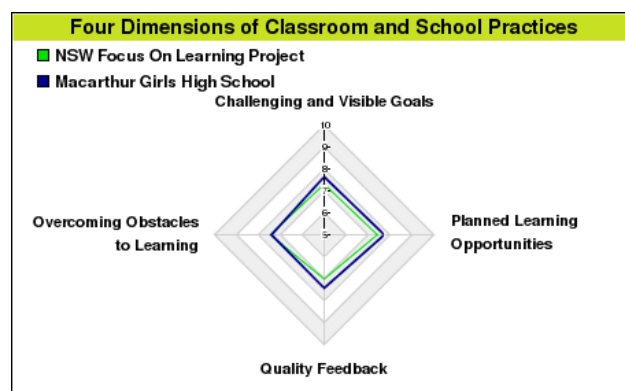 Four Dimensions of Classroom and School Practices
NSW Focus On Learning Project
Macarthur Girls High School
Challenging and Visible Goals
10
9
8
7
6
5
Overcoming Obstacles
to Learning
Planned Learning
Opportunities
Quality Feedback